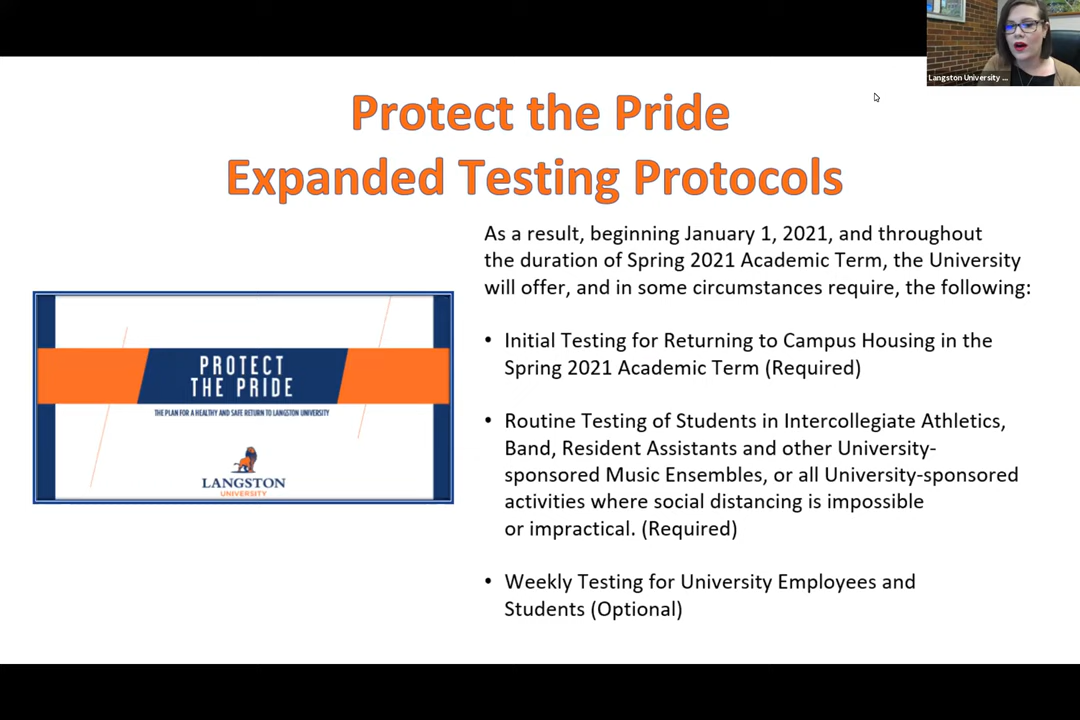 Langston University ...
Protect the Pride
Expanded Testing Protocols
As a result, beginning January 1, 2021, and throughout
the duration of Spring 2021 Academic Term, the University
will offer, and in some circumstances require, the following:
• Initial Testing for Returning to Campus Housing in the
Spring 2021 Academic Term (Required)
• Routine Testing of Students in Intercollegiate Athletics,
Band, Resident Assistants and other University-
sponsored Music Ensembles, or all University-sponsored
activities where social distancing is impossible
or impractical. (Required)
• Weekly Testing for University Employees and
Students (Optional)
PROTECT
THE PRIDE
THE PLAN FOR A HEALTHY AND SAFE RETURN TO LANGSTON UNIVERSITY
LANGSTON
UNIVERSITY